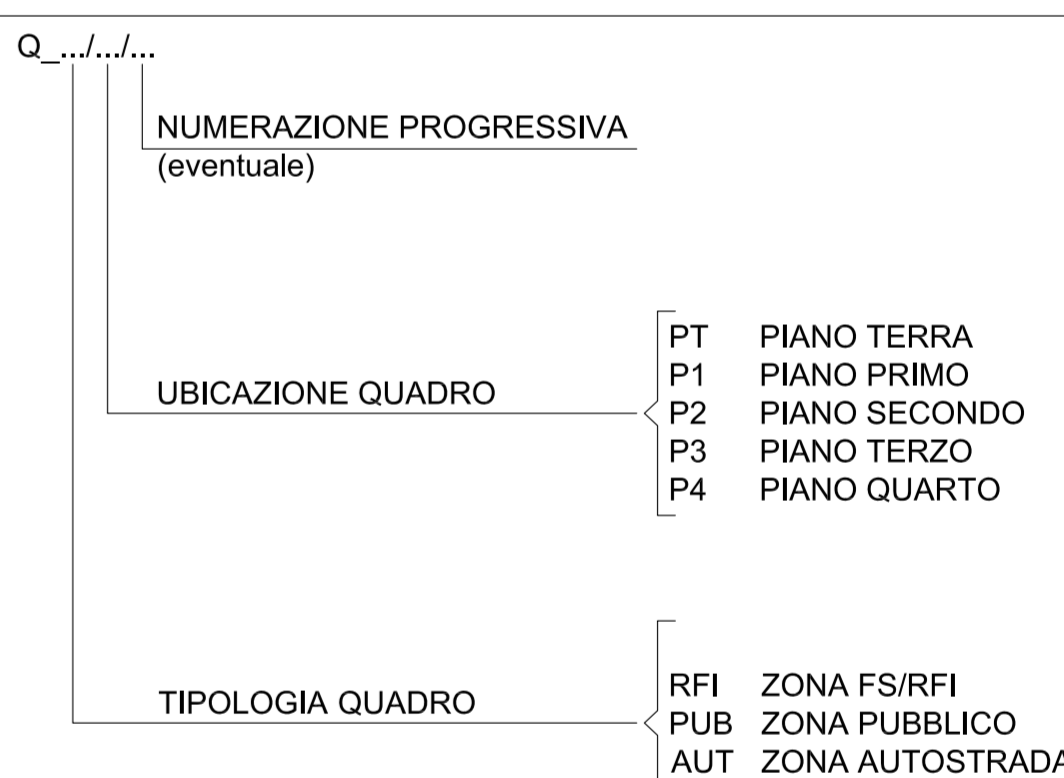 Q_.../.../...
NUMERAZIONE PROGRESSIVA
(eventuale)
UBICAZIONE QUADRO
PT PIANO TERRA
P1 PIANO PRIMO
P2 PIANO SECONDO
P3 PIANO TERZO
P4 PIANO QUARTO
TIPOLOGIA QUADRO
RFI ZONA FS/RFI
PUB ZONA PUBBLICO
AUT ZONA AUTOSTRADA